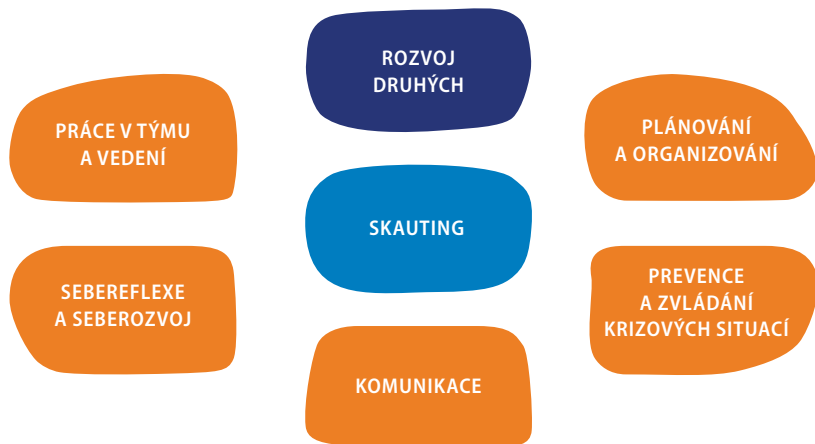 ROZVOJ
DRUHÝCH
PRÁCE V TÝMU
A VEDENÍ
PLÁNOVÁNÍ
A ORGANIZOVÁNÍ
SKAUTING
SEBEREFLEXE
A SEBEROZVOJ
PREVENCE
A ZVLÁDÁNÍ
KRIZOVÝCH SITUACÍ
KOMUNIKACE